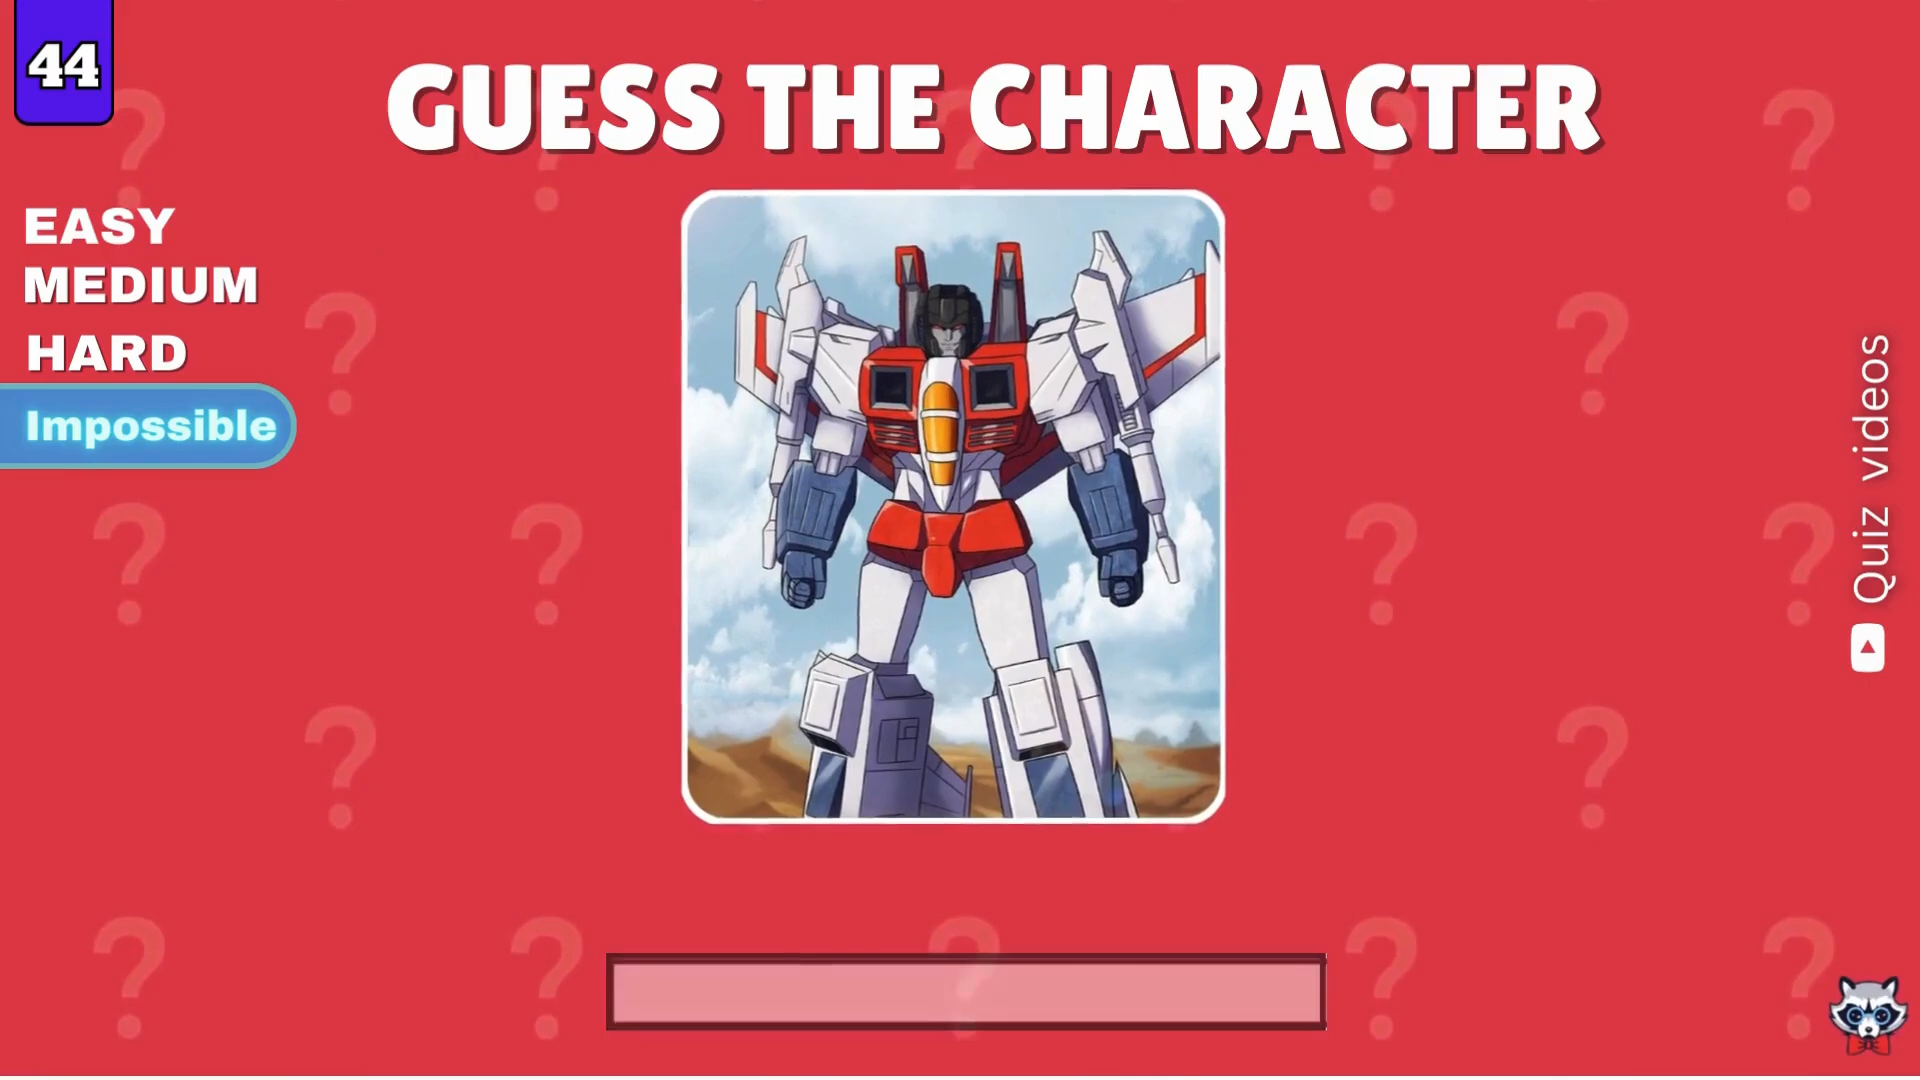 44
GUESS THE CHARACTER
EASY
MEDIUM
HARD
Impossible
Quiz videos